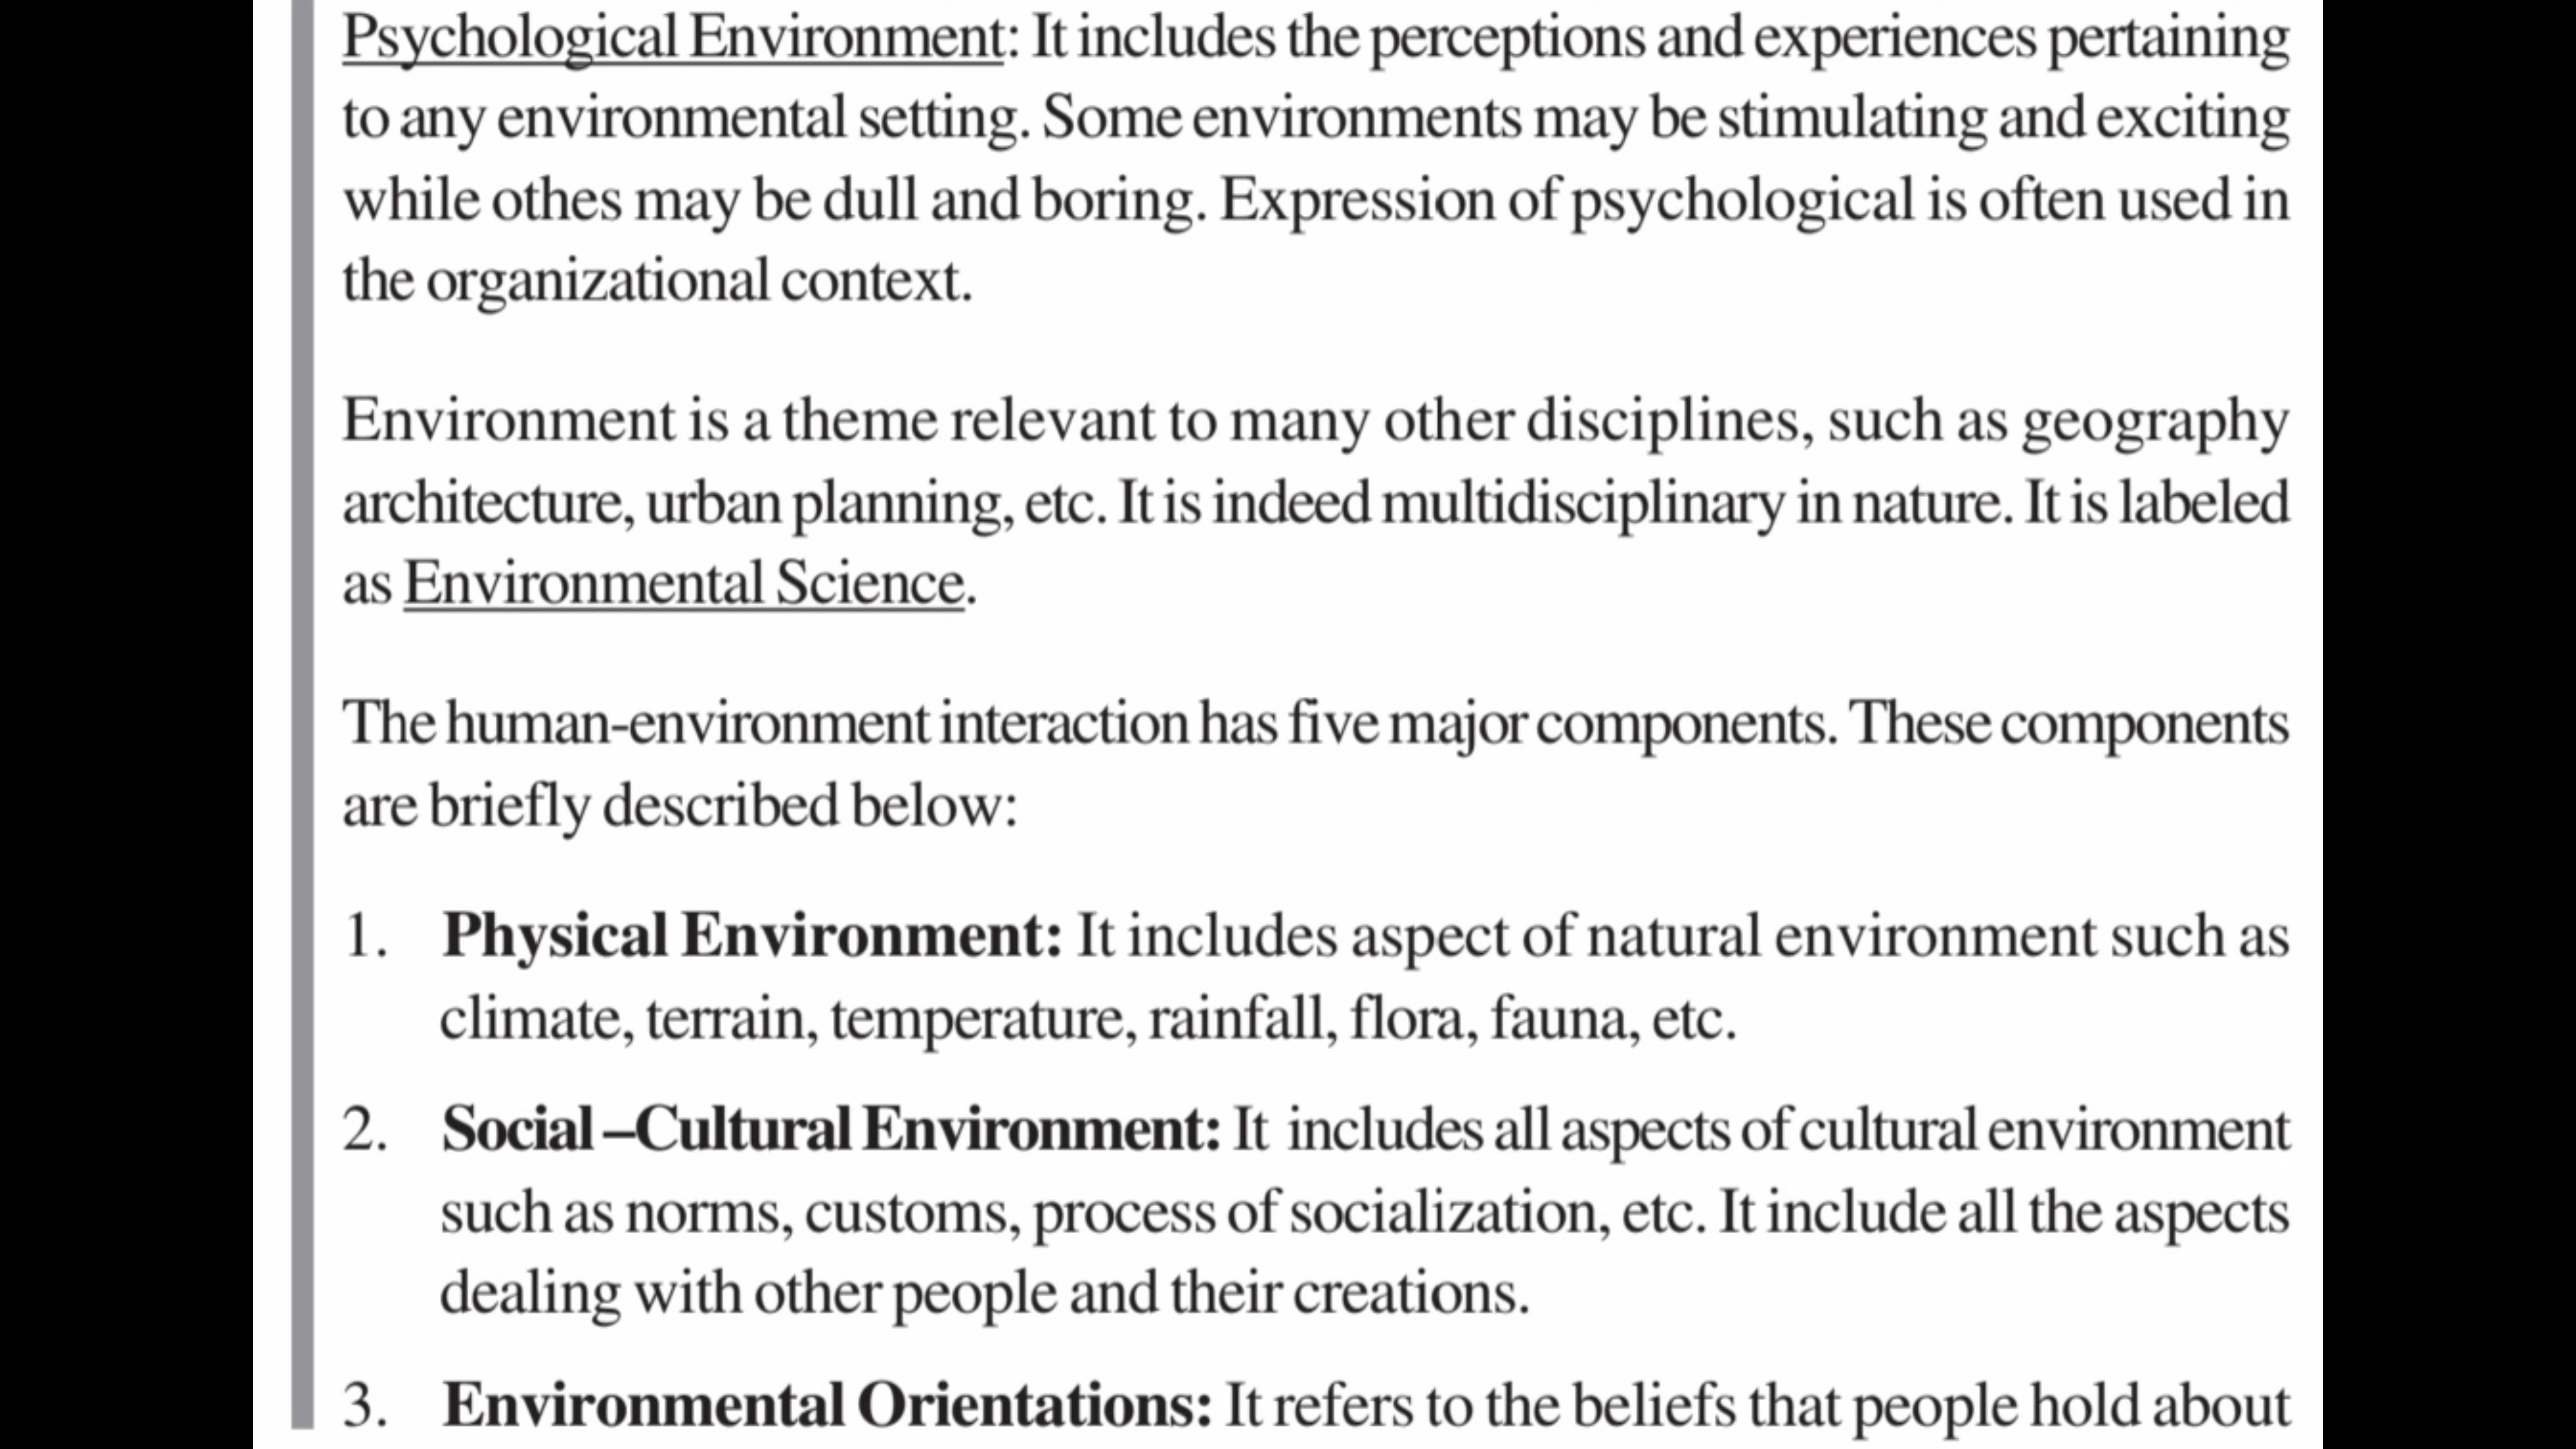 Psychological Environment: It includes the perceptions and experiences pertaining
to any environmental setting. Some environments may be stimulating and exciting
while othes may be dull and boring. Expression of psychological is often used in
the organizational context.
Environment is a theme relevant to many other disciplines, such as geography
architecture, urban planning, etc. It is indeed multidisciplinary in nature. It is labeled
as Environmental Science.
The human-environment interaction has five major components. These components
are briefly described below:
1. Physical Environment: It includes aspect of natural environment such as
climate, terrain, temperature, rainfall, flora, fauna, etc.
2. Social –Cultural Environment: It includes all aspects of cultural environment
such as norms, customs, process of socialization, etc. It include all the aspects
dealing with other people and their creations.
3. Environmental Orientations: It refers to the beliefs that people hold about